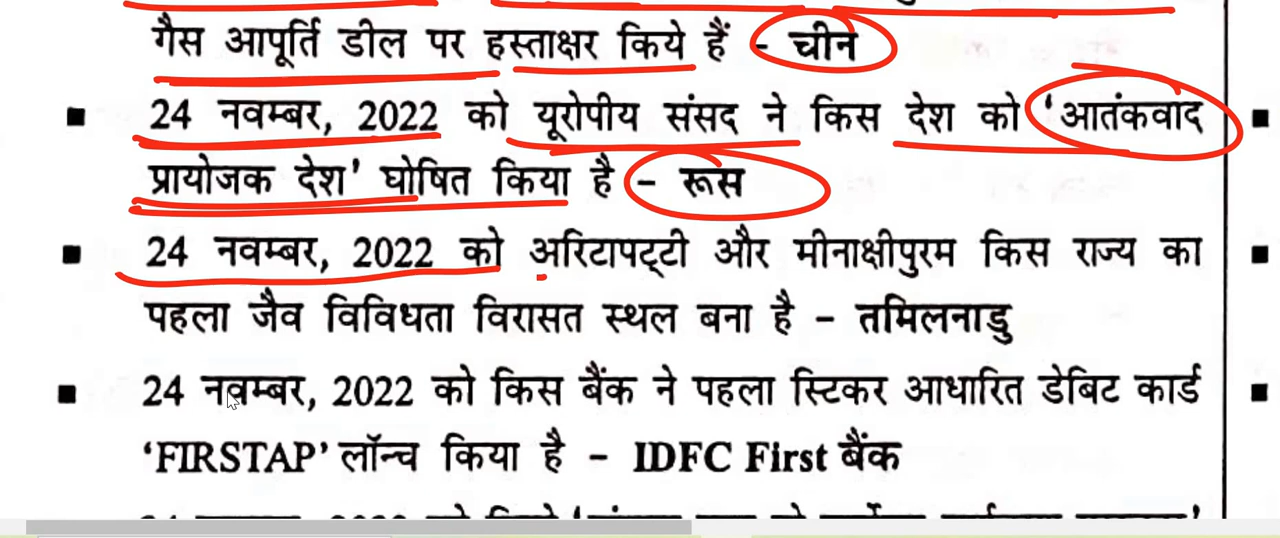 गैस आपूर्ति डील पर हस्ताक्षर किये हैं - चीन
■ 24 नवम्बर, 2022 को यूरोपीय संसद ने किस देश को 'आतंकवाद
प्रायोजक देश' घोषित किया है - रूस
■ 24 नवम्बर, 2022 को अरिटापट्टी और मीनाक्षीपुरम किस राज्य का
पहला जैव विविधता विरासत स्थल बना है - तमिलनाडु
■ 24 नवम्बर, 2022 को किस बैंक ने पहला स्टिकर आधारित डेबिट कार्ड
'FIRSTAP' लॉन्च किया है - IDFC First बैंक